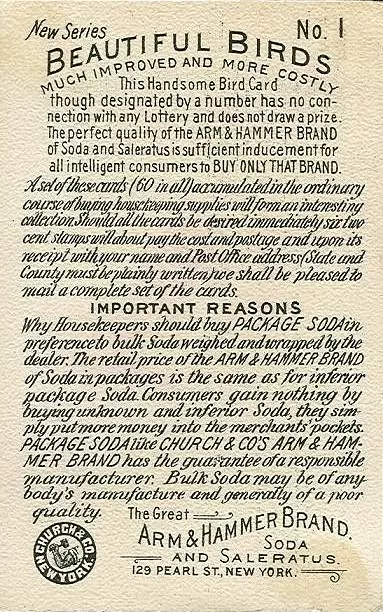 New Series No. 1
BEAUTIFUL BIRDS
MUCH IMPROVED AND MORE COSTLY
This Handsome Bird Card
though designated by a number has no con-
nection with any Lottery and does not draw a prize.
The perfect quality of the ARM & HAMMER BRAND
of Soda and Saleratus is sufficient inducement for
all intelligent consumers to BUY ONLY THAT BRAND.
A set of these cards (60 in all) accumulated in the ordinary
course of buying housekeeping supplies will form an interesting
collection. Should all the cards be desired immediately six two
cent stamps will about pay the cost and postage and upon its
receipt with your name and Post Office address (State and
County must be plainly written) we shall be pleased to
mail a complete set of the cards.
IMPORTANT REASONS
Why Housekeepers should buy PACKAGE SODA in
preference to bulk Soda weighed and wrapped by the
dealer. The retail price of the ARM & HAMMER BRAND
of Soda in packages is the same as for inferior
package Soda. Consumers gain nothing by
buying unknown and inferior Soda, they sim-
ply put more money into the merchants' pockets.
PACKAGE SODA like CHURCH & CO'S ARM & HAM-
MER BRAND has the guarantee of a responsible
manufacturer. Bulk Soda may be of any-
body's manufacture and generally of a poor
quality.
The Great
ARM & HAMMER BRAND.
SODA
AND SALERATUS.
129 PEARL ST., NEW YORK.
CHURCH & CO.
NEW YORK.